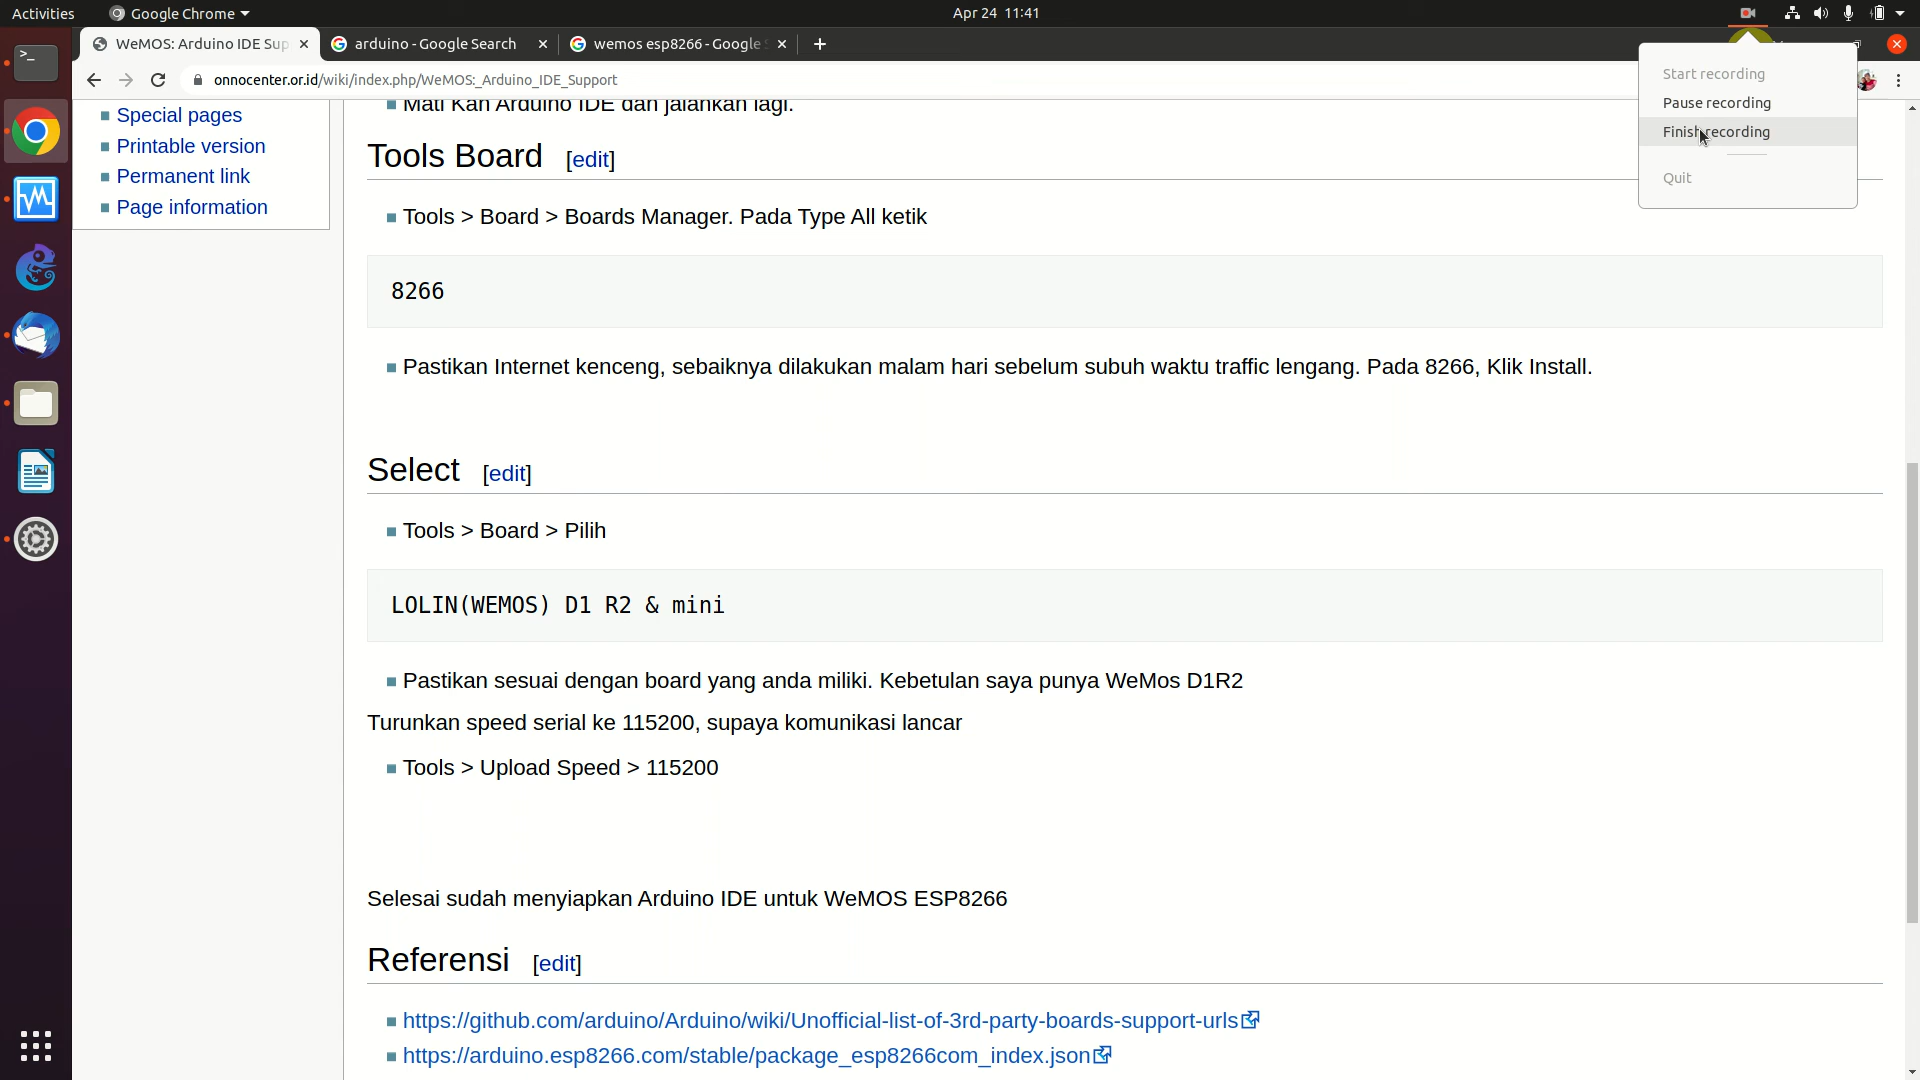 Activities
Google Chrome
Apr 24 11:41
WeMOS: Arduino IDE Sup
arduino - Google Search
wemos esp8266 - Google
onnocenter.or.id/wiki/index.php/WeMOS:_Arduino_IDE_Support
Start recording
Pause recording
Finish recording
Quit
Special pages
Printable version
Permanent link
Page information
Mati Kan Arduino IDE dan jalankan lagi.
Tools Board [edit]
Tools > Board > Boards Manager. Pada Type All ketik
8266
Pastikan Internet kenceng, sebaiknya dilakukan malam hari sebelum subuh waktu traffic lengang. Pada 8266, Klik Install.
Select [edit]
Tools > Board > Pilih
LOLIN(WEMOS) D1 R2 & mini
Pastikan sesuai dengan board yang anda miliki. Kebetulan saya punya WeMos D1R2
Turunkan speed serial ke 115200, supaya komunikasi lancar
Tools > Upload Speed > 115200
Selesai sudah menyiapkan Arduino IDE untuk WeMOS ESP8266
Referensi [edit]
https://github.com/arduino/Arduino/wiki/Unofficial-list-of-3rd-party-boards-support-urls
https://arduino.esp8266.com/stable/package_esp8266com_index.json